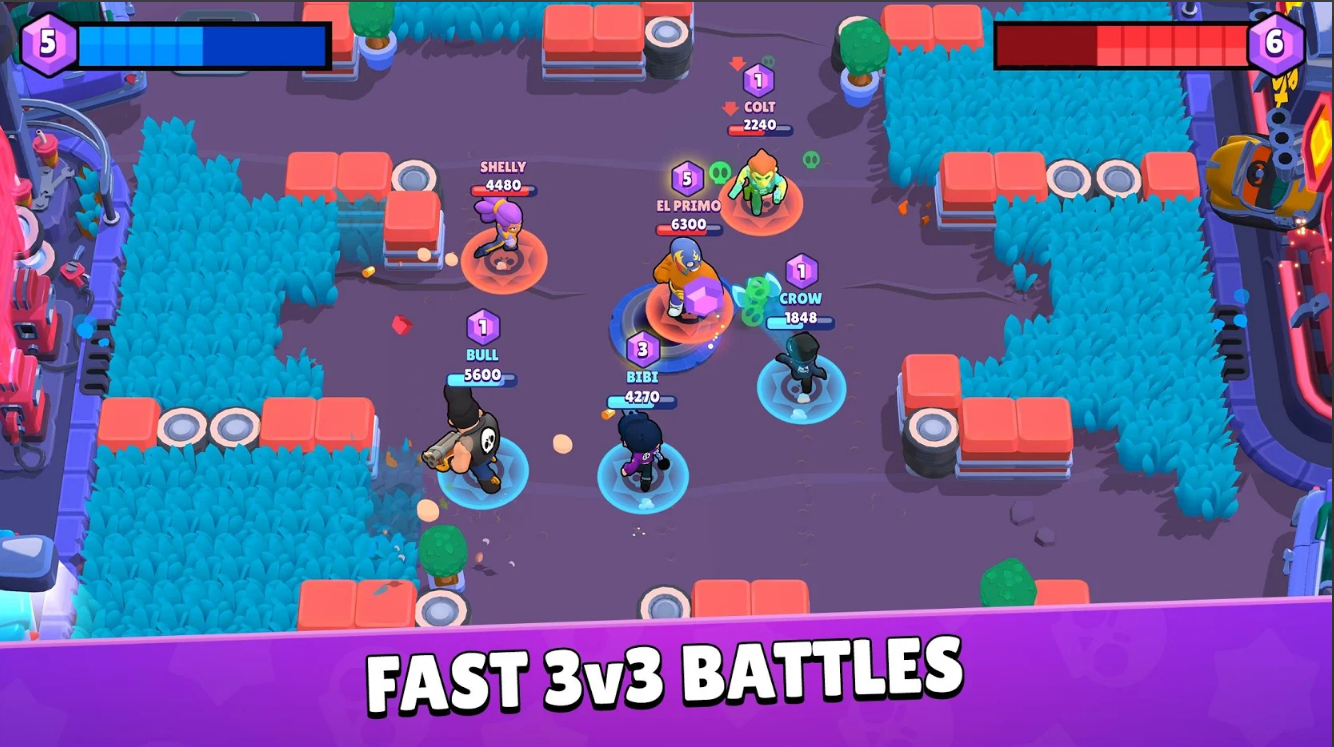 5
6
1
COLT
2240
SHELLY
4480
5
EL PRIMO
6300
1
CROW
1848
1
BULL
5600
3
BIBI
4270
FAST 3v3 BATTLES